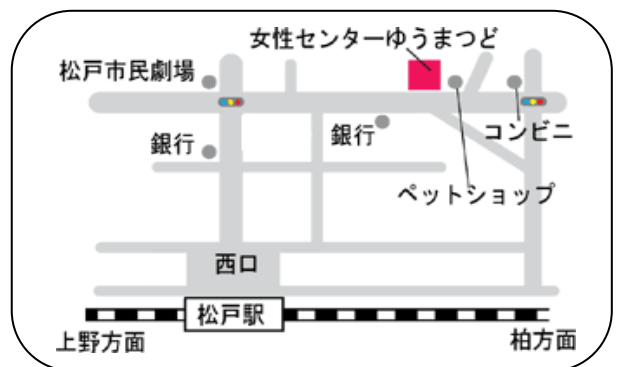 女性センターゆうまつど
松戸市民劇場
銀行
銀行
コンビニ
ペットショップ
西口
松戸駅
上野方面
柏方面